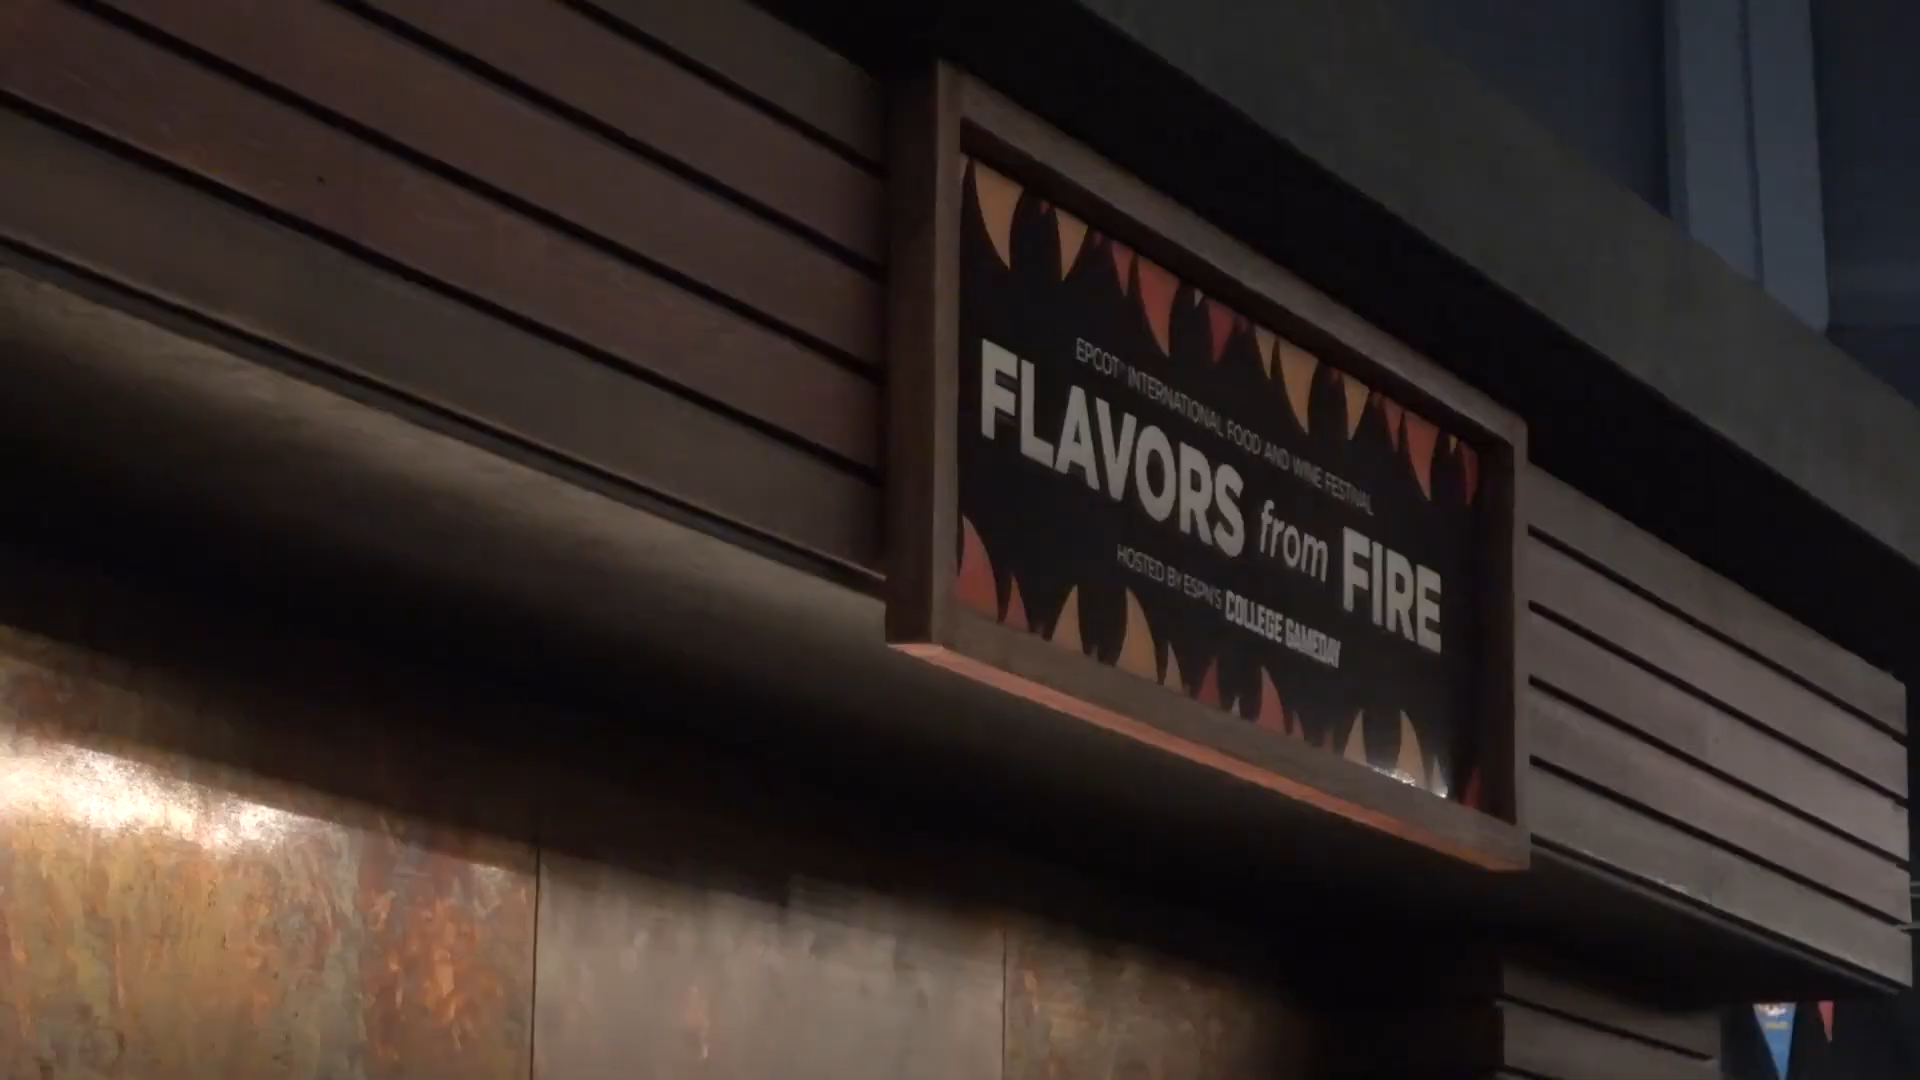 EPCOT® INTERNATIONAL FOOD AND WINE FESTIVAL
FLAVORS from FIRE
HOSTED BY ESPN'S COLLEGE GAMEDAY